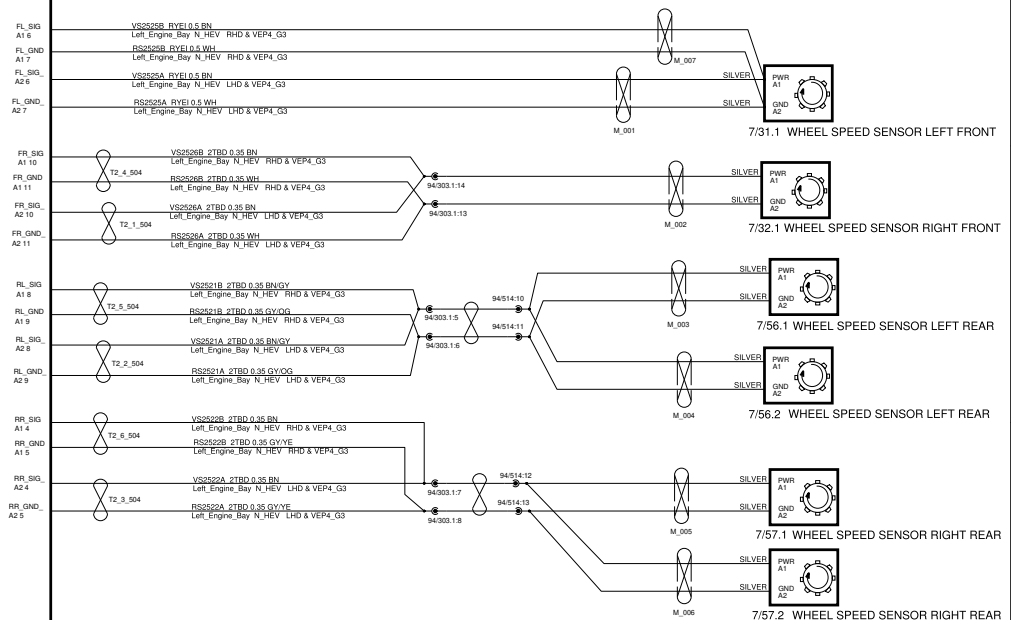 FL_SIG
A1 6
VS2525B RYEI 0.5 BN
Left_Engine_Bay N_HEV RHD & VEP4_G3
FL_GND
A1 7
RS2525B RYEI 0.5 WH
Left_Engine_Bay N_HEV RHD & VEP4_G3
M_007
FL_SIG_
A2 6
VS2525A RYEI 0.5 BN
Left_Engine_Bay N_HEV LHD & VEP4_G3
SILVER
PWR
A1
FL_GND_
A2 7
RS2525A RYEI 0.5 WH
Left_Engine_Bay N_HEV LHD & VEP4_G3
SILVER
GND
A2
M_001
7/31.1 WHEEL SPEED SENSOR LEFT FRONT
FR_SIG
A1 10
VS2526B 2TBD 0.35 BN
Left_Engine_Bay N_HEV RHD & VEP4_G3
T2_4_504
FR_GND
A1 11
RS2526B 2TBD 0.35 WH
Left_Engine_Bay N_HEV RHD & VEP4_G3
94/303.1:14
SILVER
PWR
A1
FR_SIG_
A2 10
VS2526A 2TBD 0.35 BN
Left_Engine_Bay N_HEV LHD & VEP4_G3
94/303.1:13
SILVER
GND
A2
T2_1_504
M_002
FR_GND_
A2 11
RS2526A 2TBD 0.35 WH
Left_Engine_Bay N_HEV LHD & VEP4_G3
7/32.1 WHEEL SPEED SENSOR RIGHT FRONT
RL_SIG
A1 8
VS2521B 2TBD 0.35 BN/GY
Left_Engine_Bay N_HEV RHD & VEP4_G3
T2_5_504
94/514:10
SILVER
PWR
A1
RL_GND
A1 9
RS2521B 2TBD 0.35 GY/OG
Left_Engine_Bay N_HEV RHD & VEP4_G3
94/303.1:5
94/514:11
SILVER
GND
A2
M_003
7/56.1 WHEEL SPEED SENSOR LEFT REAR
RL_SIG_
A2 8
VS2521A 2TBD 0.35 BN/GY
Left_Engine_Bay N_HEV LHD & VEP4_G3
94/303.1:6
T2_2_504
SILVER
PWR
A1
RL_GND_
A2 9
RS2521A 2TBD 0.35 GY/OG
Left_Engine_Bay N_HEV LHD & VEP4_G3
SILVER
GND
A2
M_004
7/56.2 WHEEL SPEED SENSOR LEFT REAR
RR_SIG
A1 4
VS2522B 2TBD 0.35 BN
Left_Engine_Bay N_HEV RHD & VEP4_G3
T2_6_504
RR_GND
A1 5
RS2522B 2TBD 0.35 GY/YE
Left_Engine_Bay N_HEV RHD & VEP4_G3
RR_SIG_
A2 4
VS2522A 2TBD 0.35 BN
Left_Engine_Bay N_HEV LHD & VEP4_G3
94/303.1:7
94/514:12
SILVER
PWR
A1
T2_3_504
RR_GND_
A2 5
RS2522A 2TBD 0.35 GY/YE
Left_Engine_Bay N_HEV LHD & VEP4_G3
94/303.1:8
94/514:13
SILVER
GND
A2
M_005
7/57.1 WHEEL SPEED SENSOR RIGHT REAR
SILVER
PWR
A1
SILVER
GND
A2
M_006
7/57.2 WHEEL SPEED SENSOR RIGHT REAR